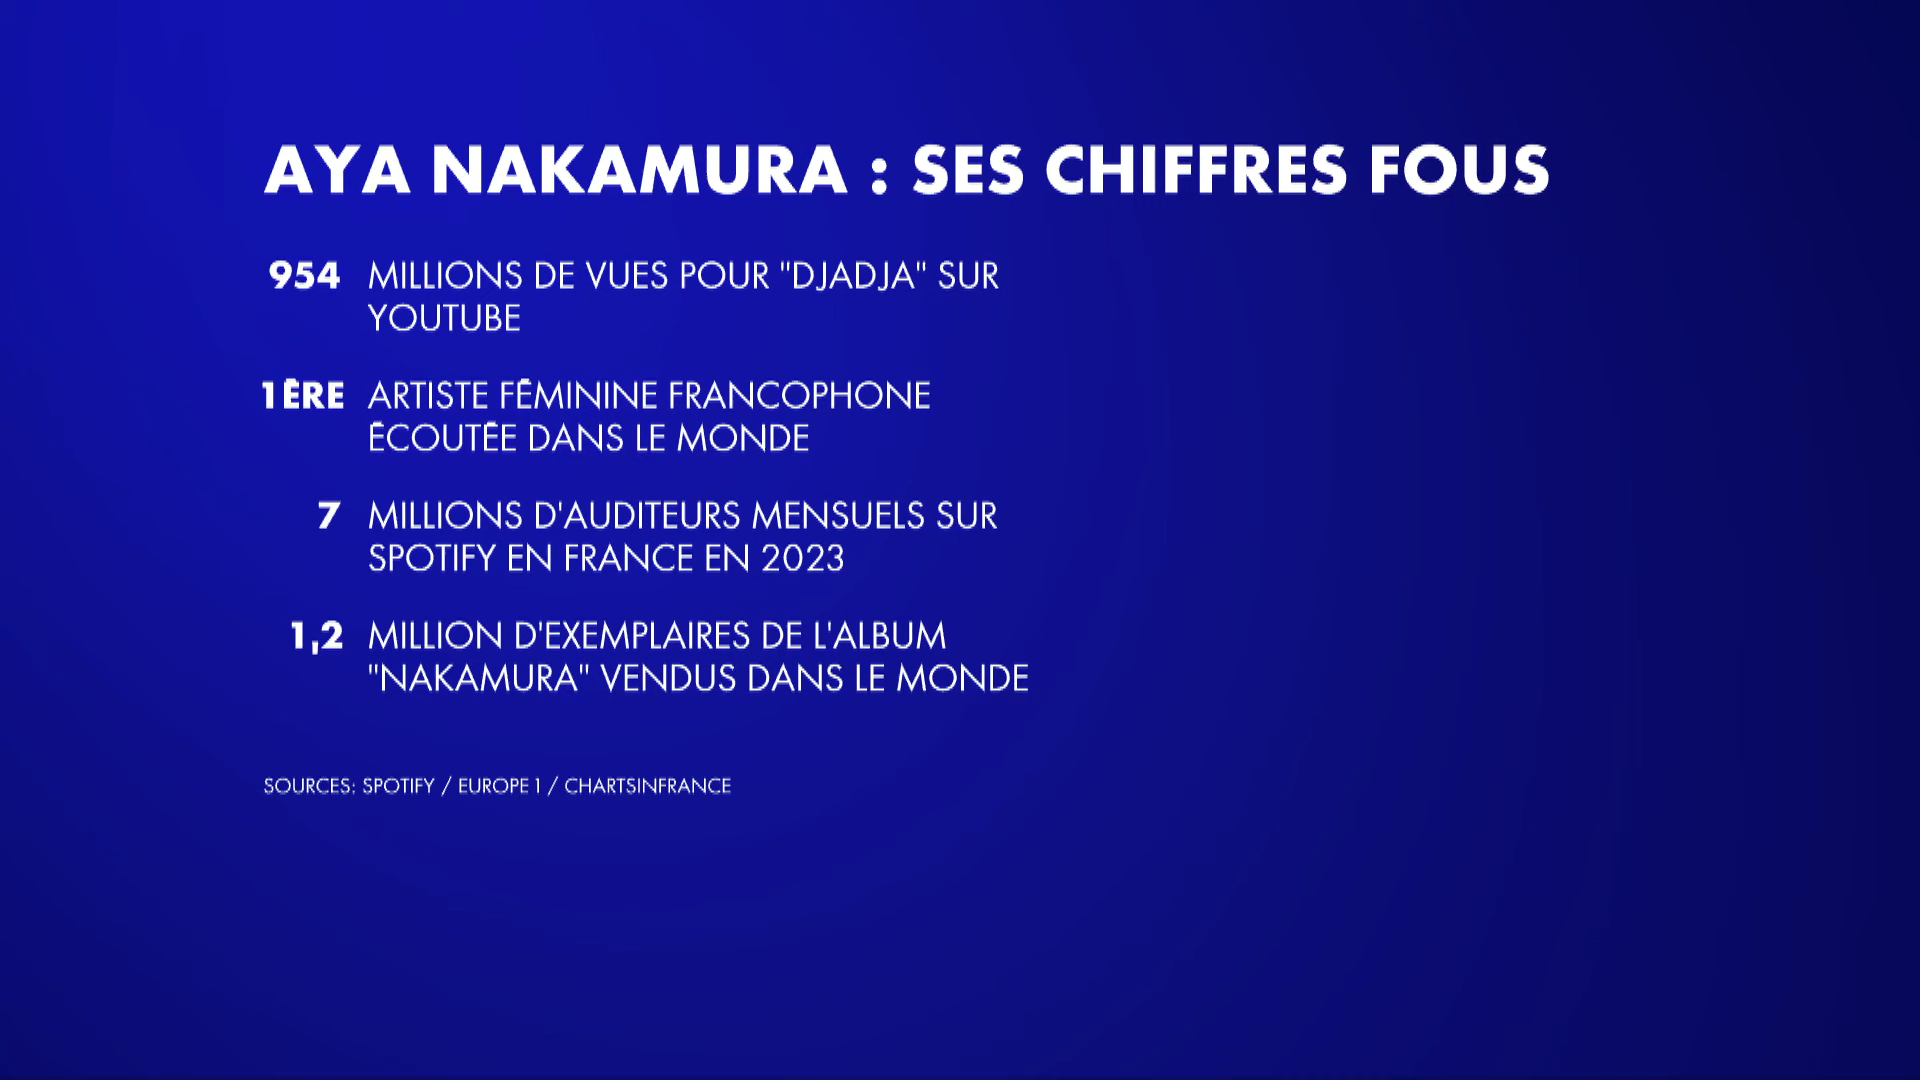 AYA NAKAMURA : SES CHIFFRES FOUS
954 MILLIONS DE VUES POUR "DJADJA" SUR
YOUTUBE
1ÈRE ARTISTE FÉMININE FRANCOPHONE
ÉCOUTÉE DANS LE MONDE
7 MILLIONS D'AUDITEURS MENSUELS SUR
SPOTIFY EN FRANCE EN 2023
1,2 MILLION D'EXEMPLAIRES DE L'ALBUM
"NAKAMURA" VENDUS DANS LE MONDE
SOURCES: SPOTIFY / EUROPE 1 / CHARTSINFRANCE